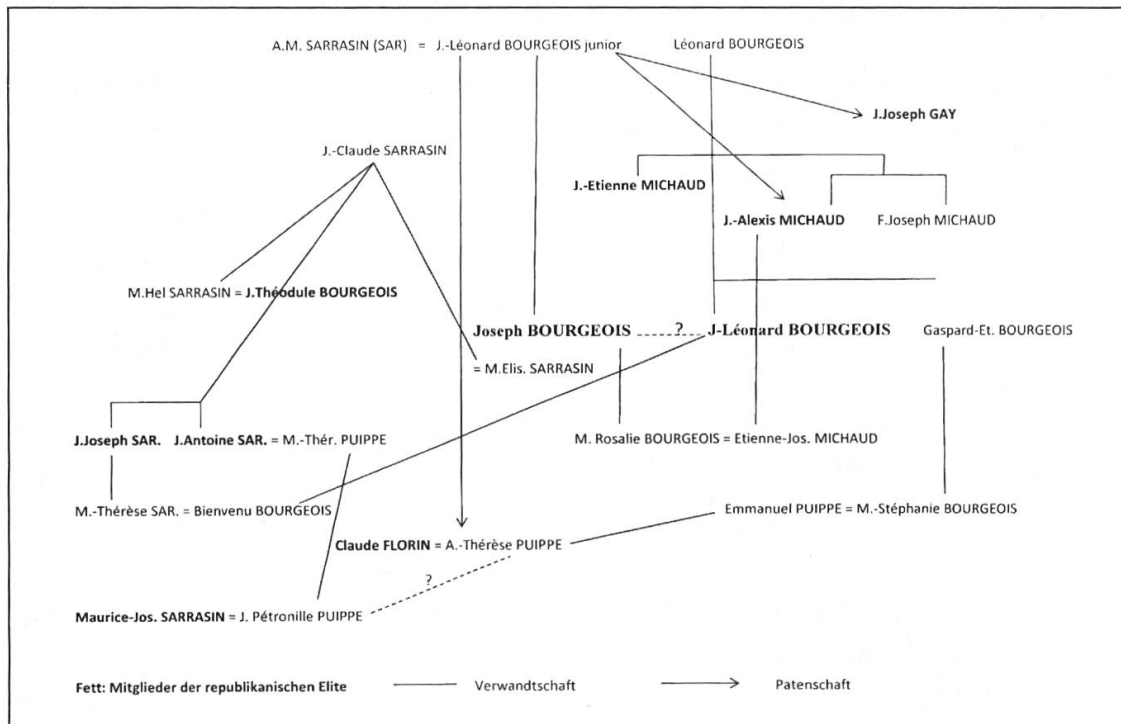 A.M. SARRASIN (SAR) = J.-Léonard BOURGEOIS junior
Léonard BOURGEOIS
J.Joseph GAY
J.-Claude SARRASIN
J.-Etienne MICHAUD
J.-Alexis MICHAUD
F.Joseph MICHAUD
M.Hel SARRASIN = J.Théodule BOURGEOIS
Joseph BOURGEOIS
?
J-Léonard BOURGEOIS
Gaspard-Et. BOURGEOIS
= M.Elis. SARRASIN
J.Joseph SAR.
J.Antoine SAR. = M.-Thér. PUIPPE
M. Rosalie BOURGEOIS = Etienne-Jos. MICHAUD
M.-Thérèse SAR. = Bienvenu BOURGEOIS
Emmanuel PUIPPE = M.-Stéphanie BOURGEOIS
Claude FLORIN = A.-Thérèse PUIPPE
?
Maurice-Jos. SARRASIN = J. Pétronille PUIPPE
Fett: Mitglieder der republikanischen Elite
Verwandtschaft
Patenschaft